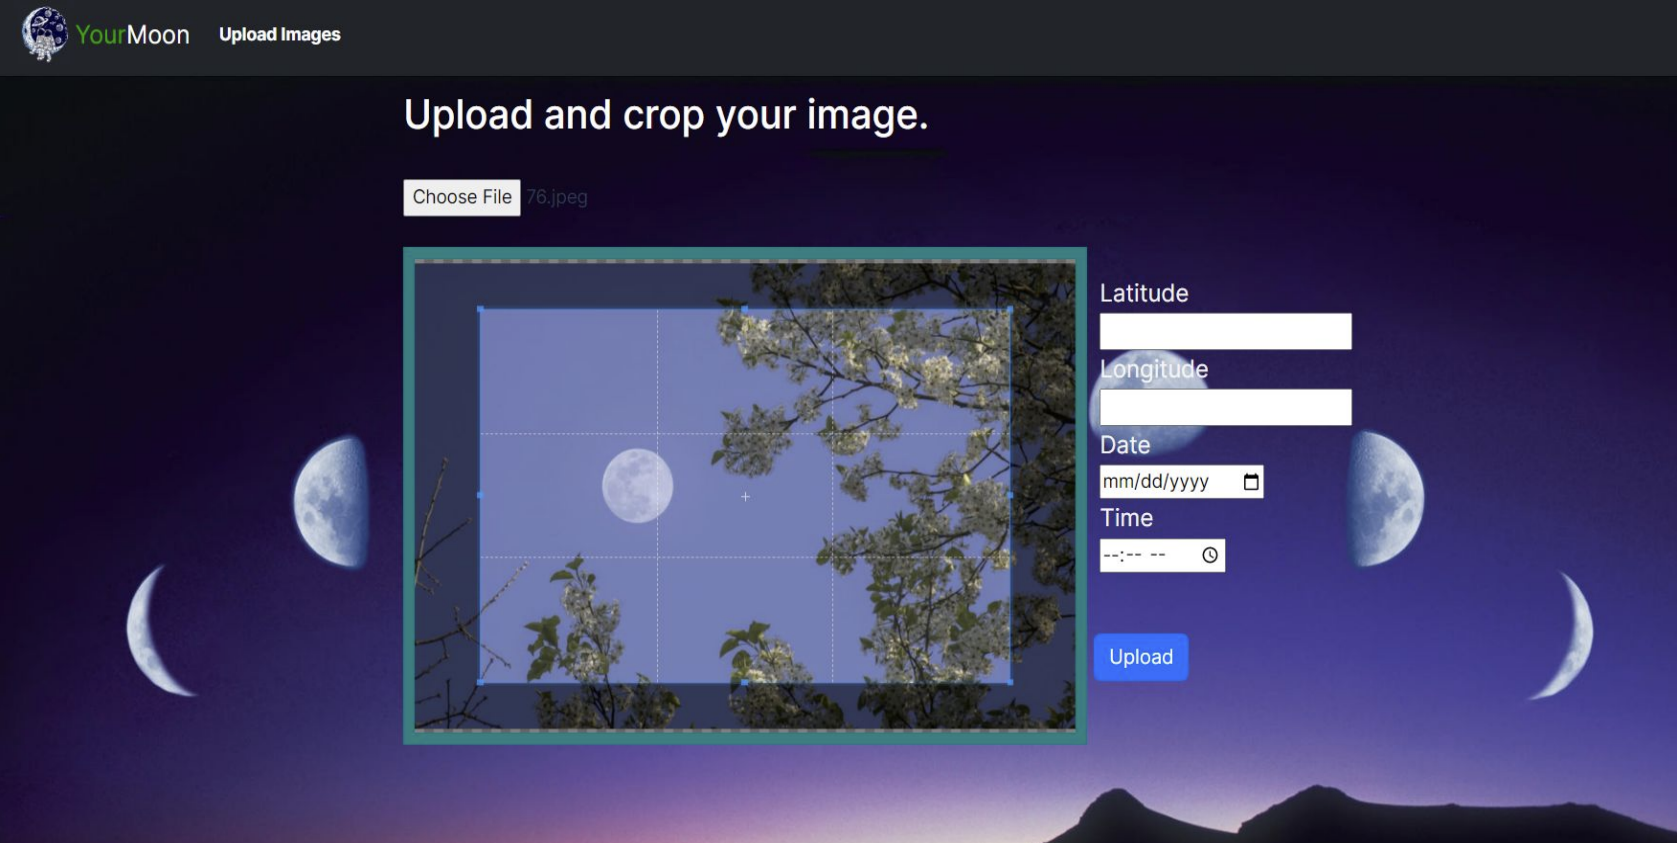 YourMoon Upload Images
Upload and crop your image.
Choose File 76.jpeg
Latitude
Longitude
Date
mm/dd/yyyy
Time
--:-- --
Upload